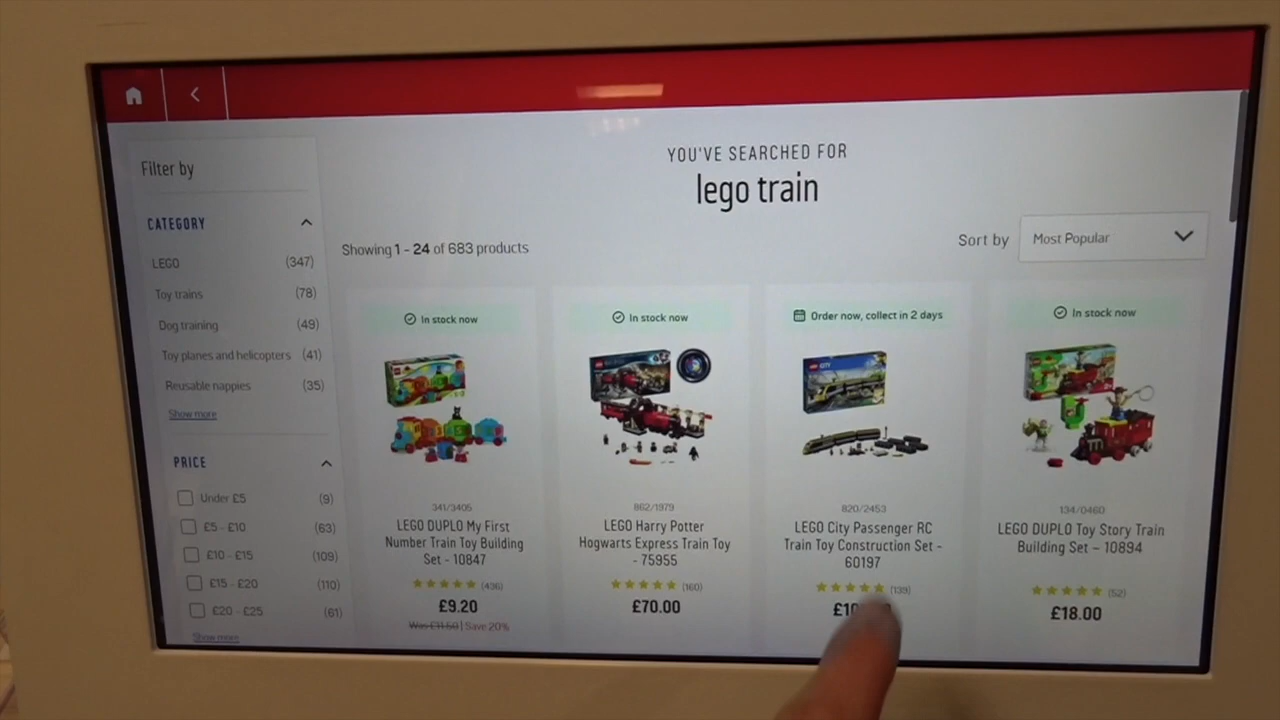 YOU'VE SEARCHED FOR
lego train
Filter by
CATEGORY
LEGO (347)
Toy trains (78)
Dog training (49)
Toy planes and helicopters (41)
Reusable nappies (35)
Show more
PRICE
Under £5 (9)
£5 - £10 (63)
£10 - £15 (109)
£15 - £20 (110)
£20 - £25 (61)
Show more
Showing 1 - 24 of 683 products
Sort by Most Popular
In stock now
341/3405
LEGO DUPLO My First
Number Train Toy Building
Set - 10847
(436)
£9.20
Was £11.50 | Save 20%
In stock now
862/1979
LEGO Harry Potter
Hogwarts Express Train Toy
- 75955
(160)
£70.00
Order now, collect in 2 days
CITY
820/2453
LEGO City Passenger RC
Train Toy Construction Set -
60197
(139)
In stock now
134/0460
LEGO DUPLO Toy Story Train
Building Set – 10894
(52)
£18.00